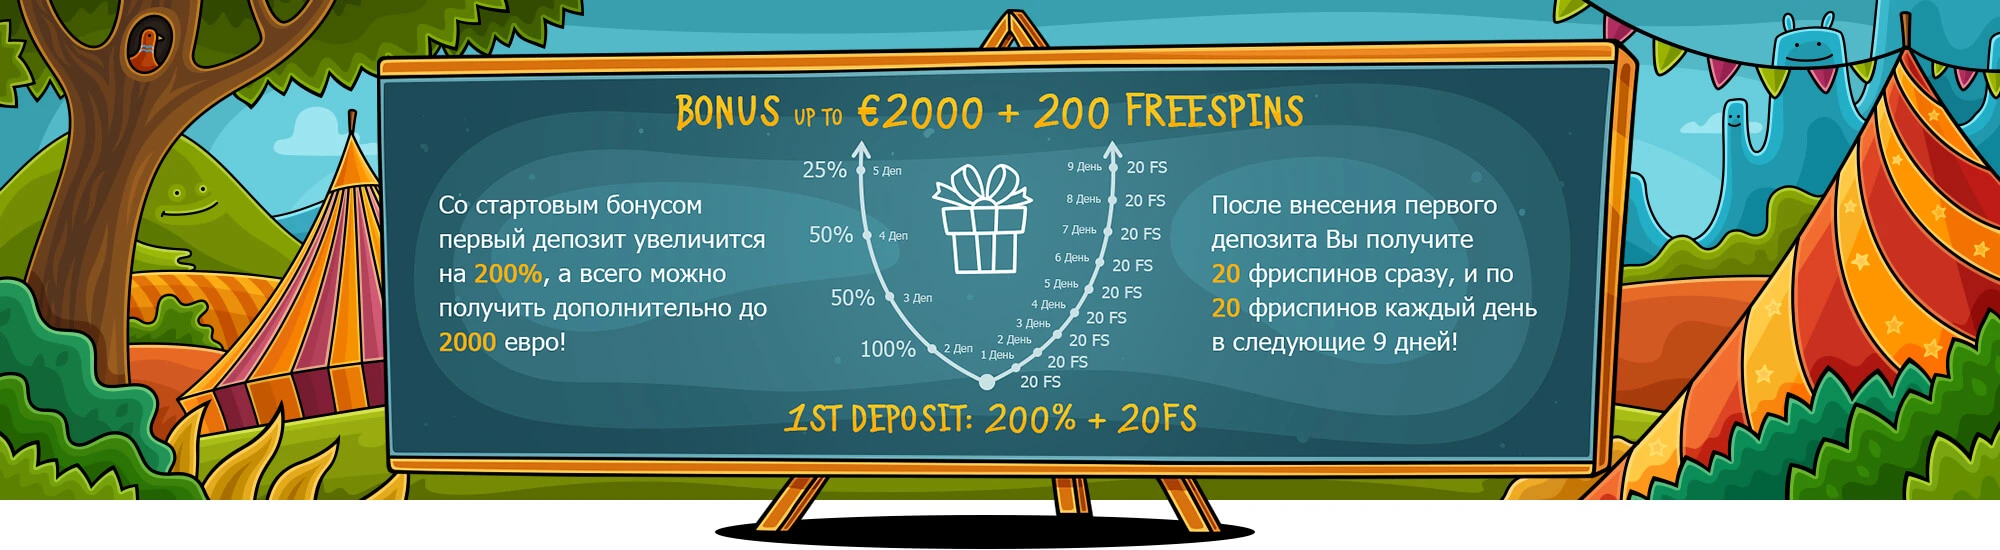 BONUS UP TO €2000 + 200 FREESPINS
Со стартовым бонусом
первый депозит увеличится
на 200%, а всего можно
получить дополнительно до
2000 евро!
25% 5 Деп
50% 4 Деп
50% 3 Деп
100% 2 Деп
9 День 20 FS
8 День 20 FS
7 День 20 FS
6 День 20 FS
5 День 20 FS
4 День 20 FS
3 День 20 FS
2 День 20 FS
1 День 20 FS
После внесения первого
депозита Вы получите
20 фриспинов сразу, и по
20 фриспинов каждый день
в следующие 9 дней!
1ST DEPOSIT: 200% + 20FS